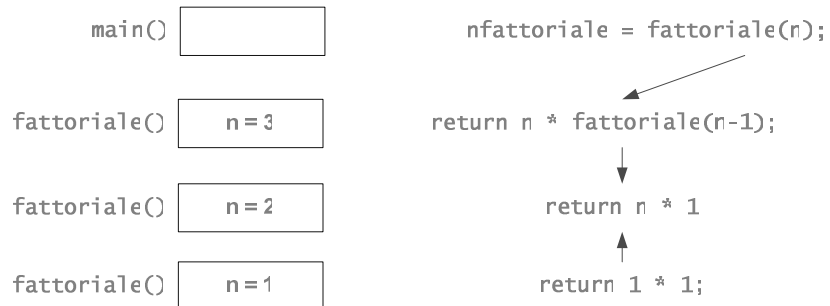 main() nfattoriale = fattoriale(n);
fattoriale() n = 3 return n * fattoriale(n-1);
fattoriale() n = 2 return n * 1
fattoriale() n = 1 return 1 * 1;